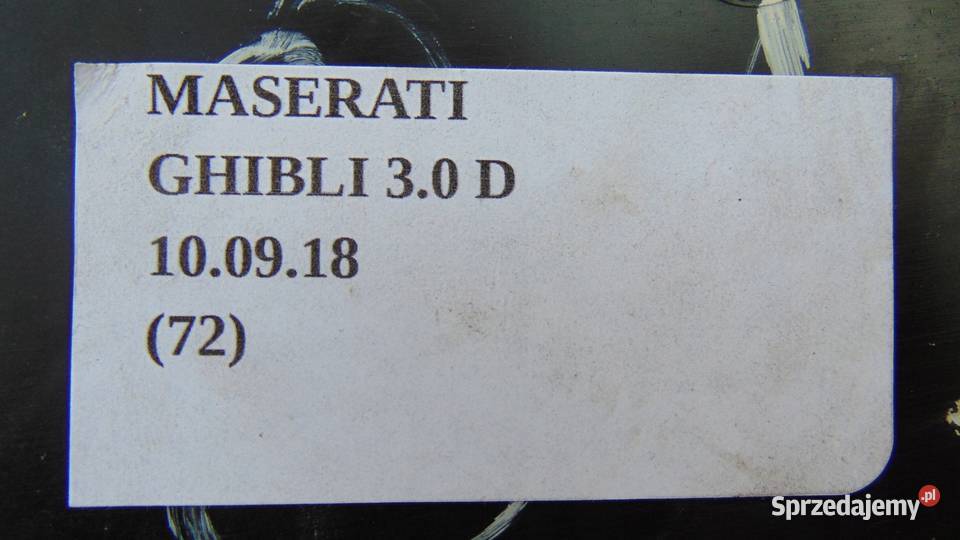 MASERATI
GHIBLI 3.0 D
10.09.18
(72)
Sprzedajemy.pl